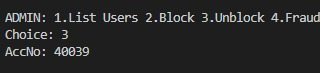 ADMIN: 1.List Users 2.Block 3.Unblock 4.Fraud
Choice: 3
AccNo: 40039